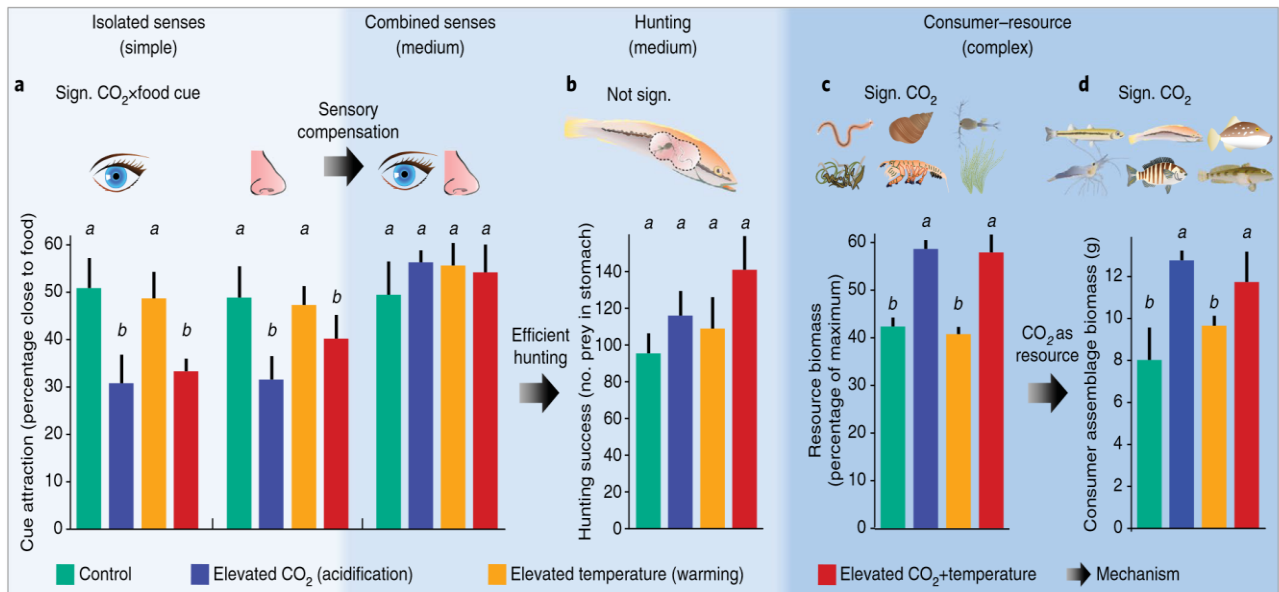 Isolated senses
(simple)
Combined senses
(medium)
Hunting
(medium)
Consumer–resource
(complex)
a
Sign. CO₂×food cue
Sensory
compensation
Cue attraction (percentage close to food)
60
50
40
30
20
10
0
a
b
a
b
a
b
a
b
a
a
a
a
Efficient
hunting
b
Not sign.
Hunting success (no. prey in stomach)
140
120
100
80
60
40
20
0
a
a
a
a
c
Sign. CO₂
Resource biomass
(percentage of maximum)
60
50
40
30
20
10
0
b
a
b
a
CO₂ as
resource
d
Sign. CO₂
Consumer assemblage biomass (g)
12
10
8
6
4
2
0
b
a
b
a
Control
Elevated CO₂ (acidification)
Elevated temperature (warming)
Elevated CO₂+temperature
Mechanism